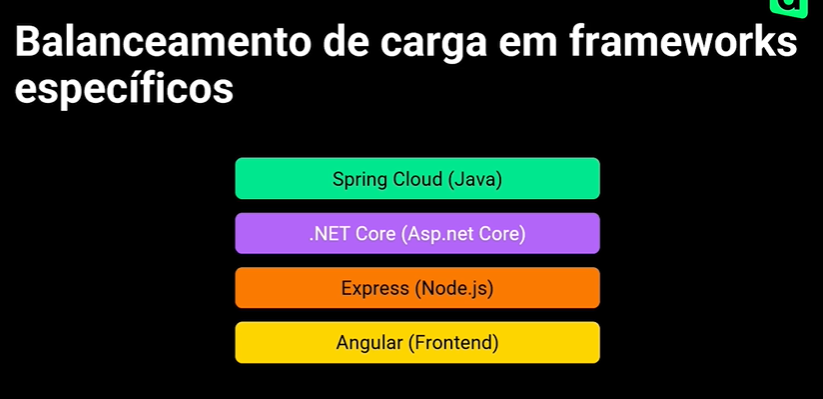 Balanceamento de carga em frameworks
específicos
Spring Cloud (Java)
.NET Core (Asp.net Core)
Express (Node.js)
Angular (Frontend)